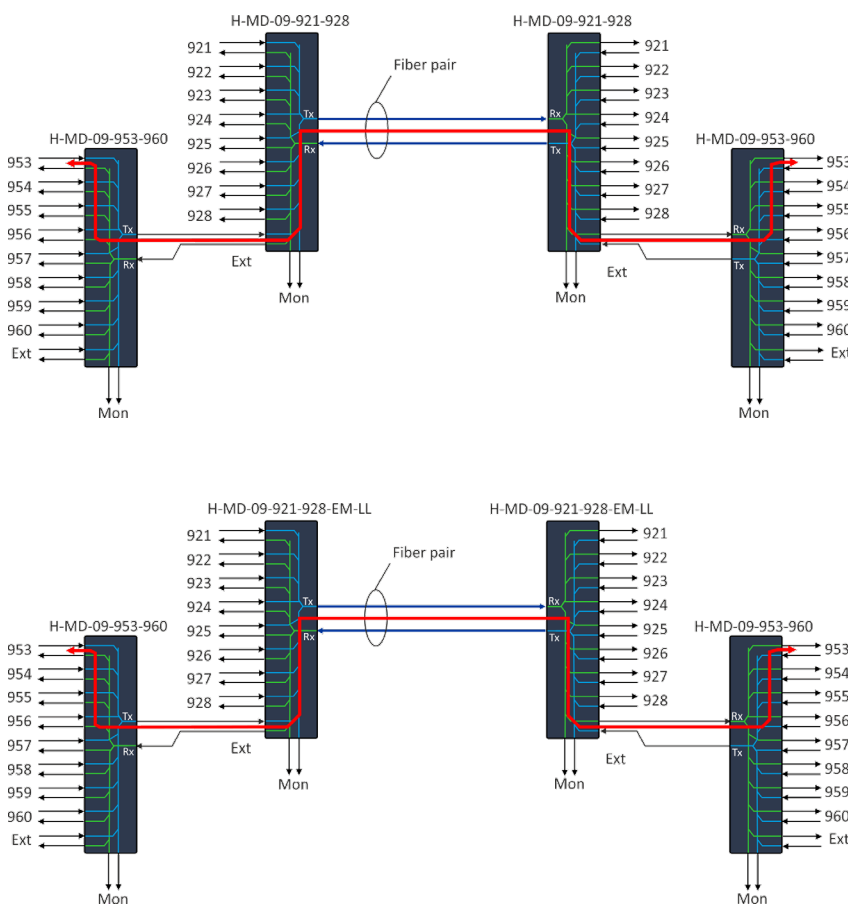 H-MD-09-921-928
H-MD-09-921-928
921
922
923
924
925
926
927
928
Tx
Rx
Fiber pair
Rx
Tx
921
922
923
924
925
926
927
928
H-MD-09-953-960
H-MD-09-953-960
953
954
955
956
957
958
959
960
Ext
Tx
Rx
Ext
Mon
Mon
Ext
Rx
Tx
953
954
955
956
957
958
959
960
Ext
Mon
Mon
H-MD-09-921-928-EM-LL
H-MD-09-921-928-EM-LL
921
922
923
924
925
926
927
928
Tx
Rx
Fiber pair
Rx
Tx
921
922
923
924
925
926
927
928
H-MD-09-953-960
H-MD-09-953-960
953
954
955
956
957
958
959
960
Ext
Tx
Rx
Ext
Mon
Mon
Ext
Rx
Tx
953
954
955
956
957
958
959
960
Ext
Mon
Mon